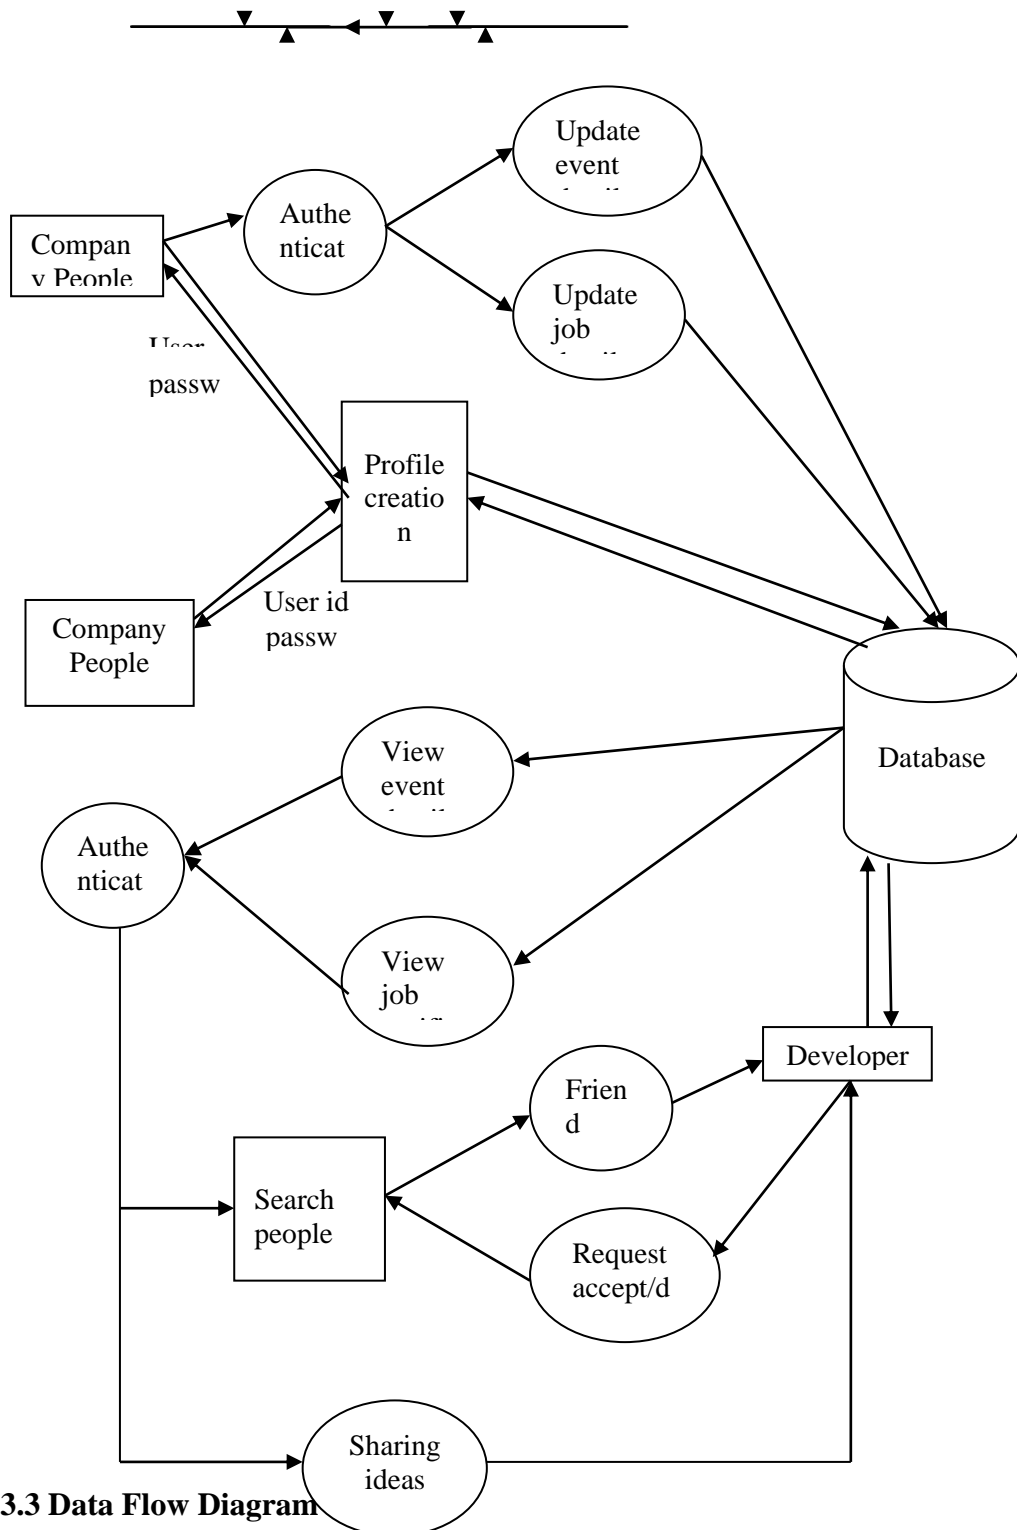 Update
event
Authe
nticat
Compan
y People
Update
job
User
passw
Profile
creatio
n
User id
passw
Company
People
Database
View
event
Authe
nticat
View
job
Developer
Frien
d
Search
people
Request
accept/d
Sharing
ideas
3.3 Data Flow Diagram